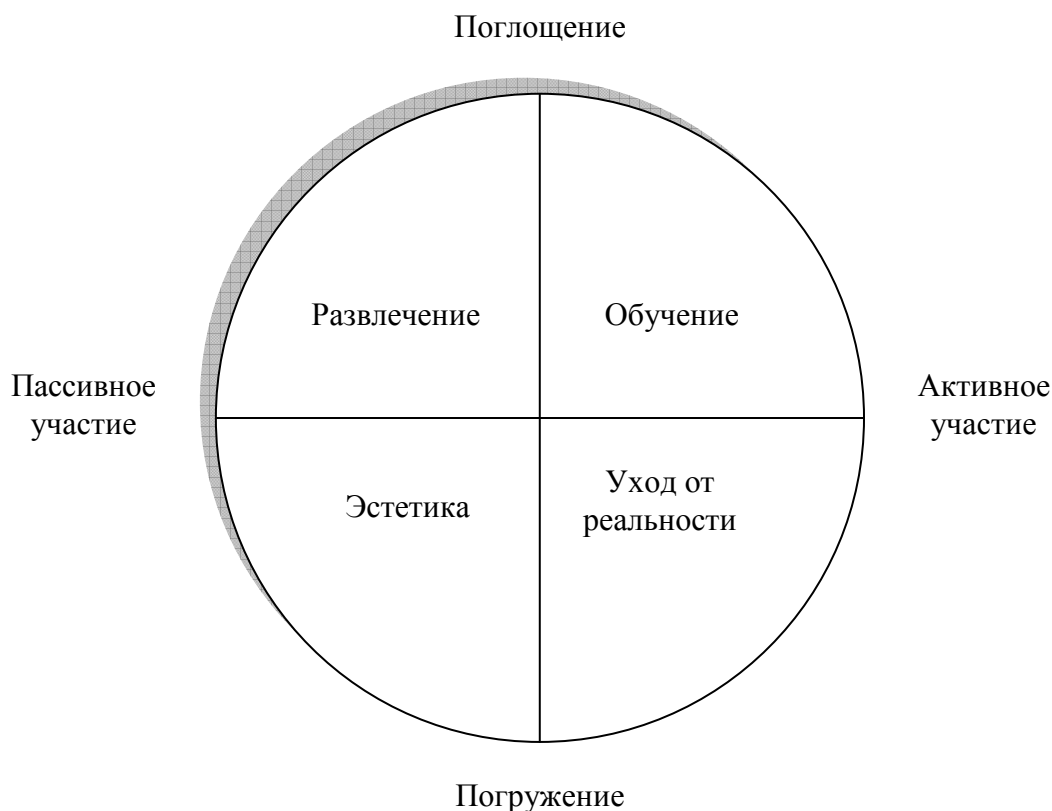 Поглощение
Развлечение
Обучение
Пассивное
участие
Активное
участие
Эстетика
Уход от
реальности
Погружение